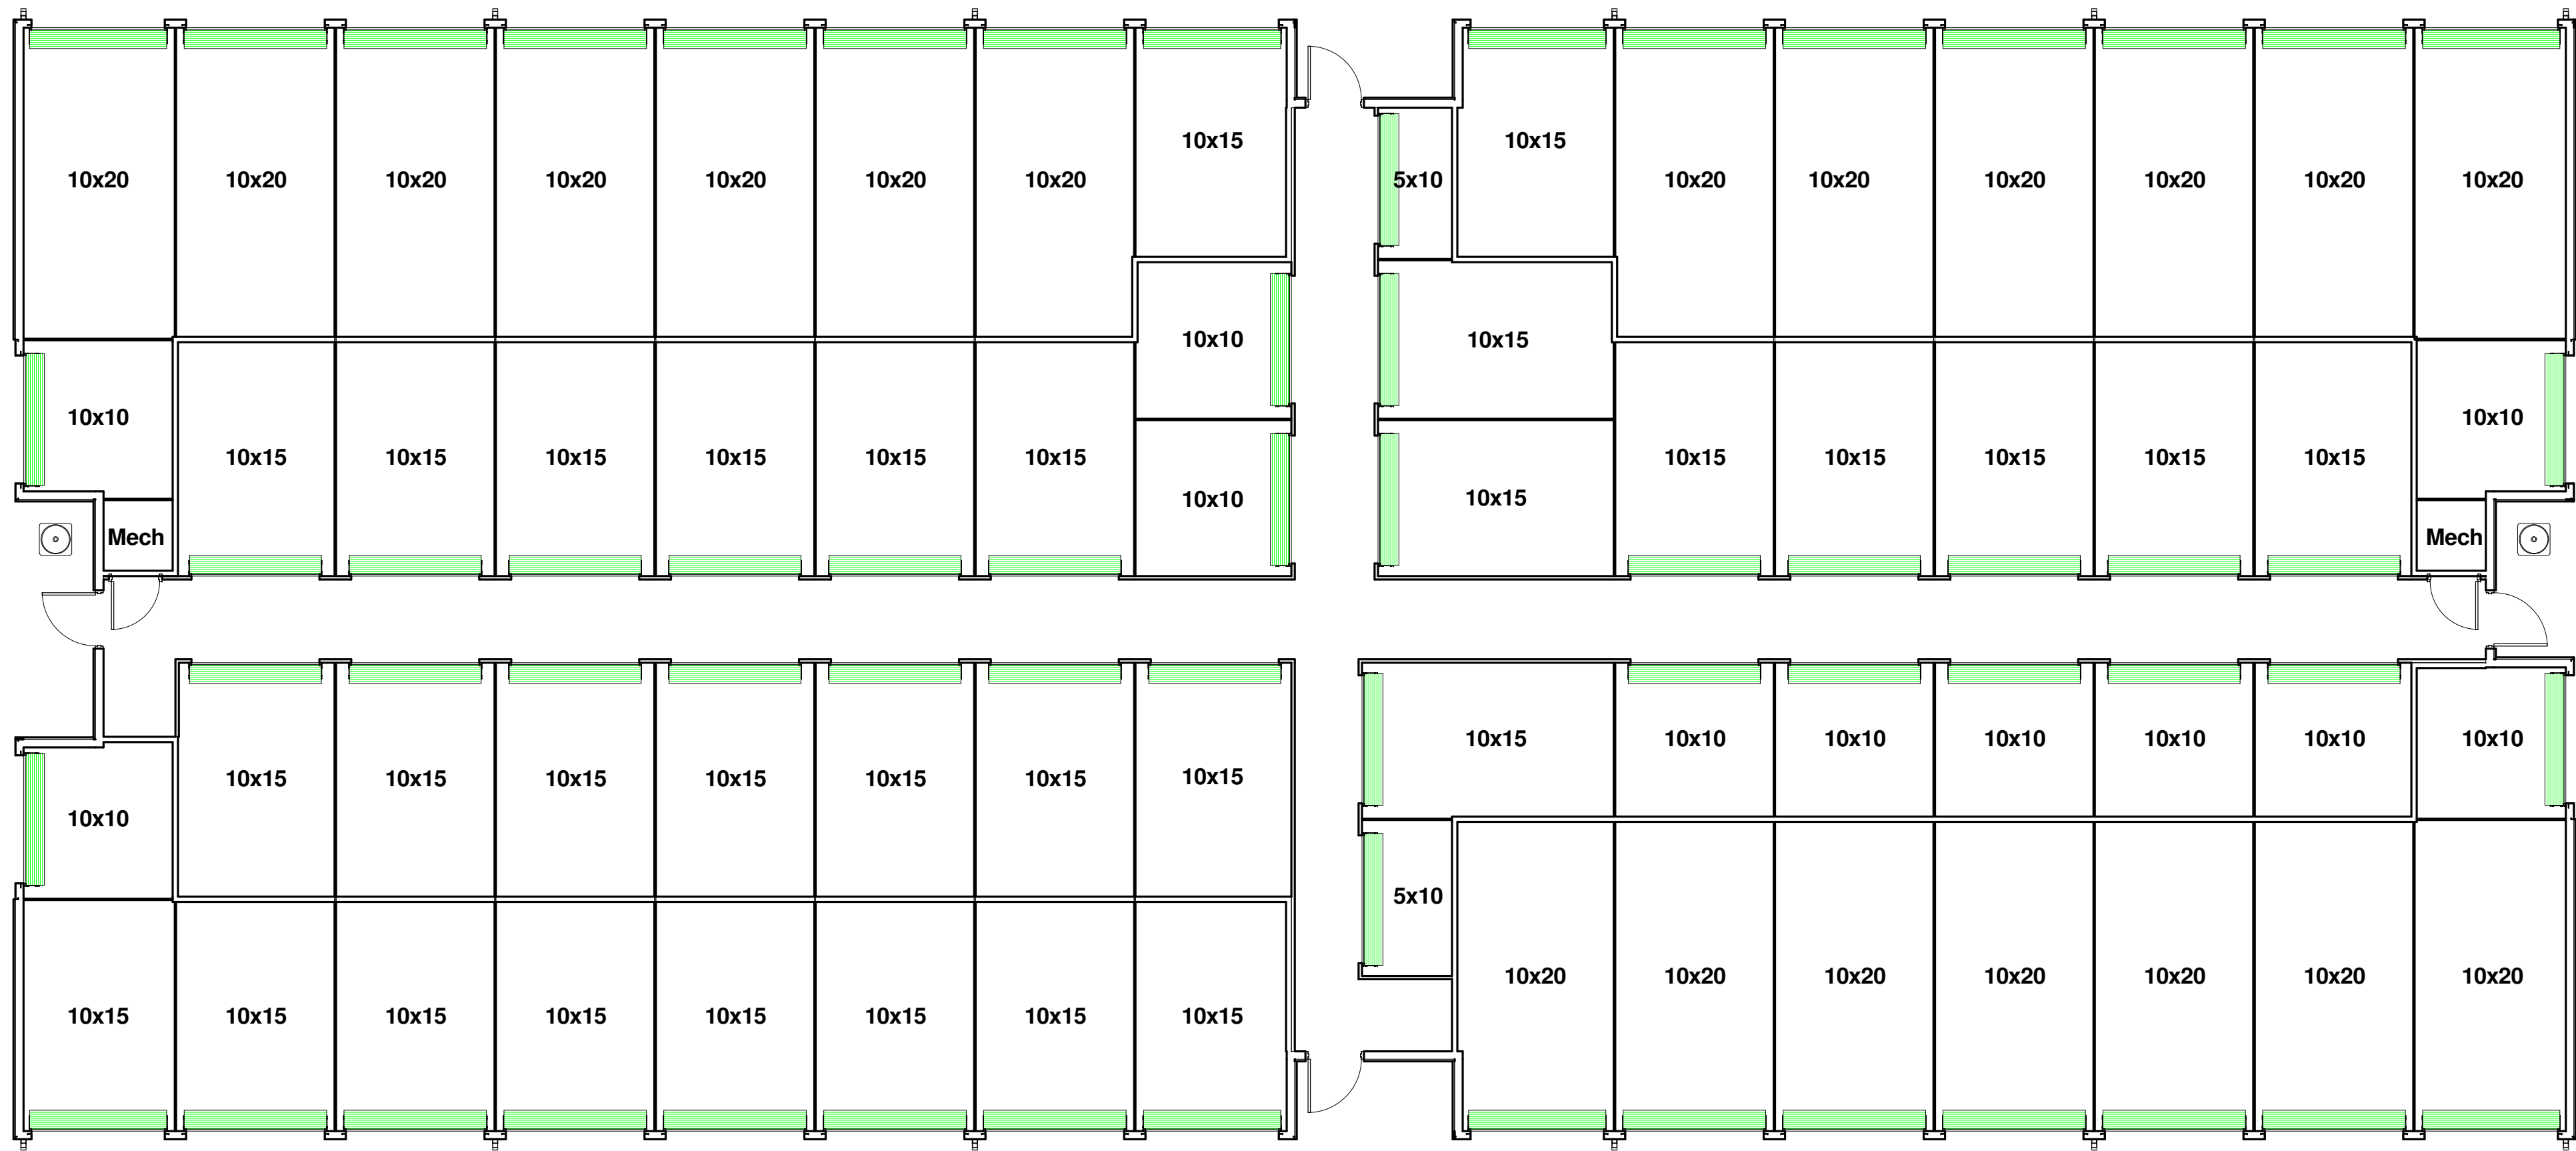 10x20 10x20 10x20 10x20 10x20 10x20 10x20 10x15
10x10
10x10 10x15 10x15 10x15 10x15 10x15 10x15 10x10
Mech
5x10 10x15 10x20 10x20 10x20 10x20 10x20 10x20
10x15
10x15 10x15 10x15 10x15 10x15 10x15 10x10
Mech
10x10 10x15 10x15 10x15 10x15 10x15 10x15 10x15
10x15 10x15 10x15 10x15 10x15 10x15 10x15 10x15
10x15 10x10 10x10 10x10 10x10 10x10 10x10
5x10
10x20 10x20 10x20 10x20 10x20 10x20 10x20